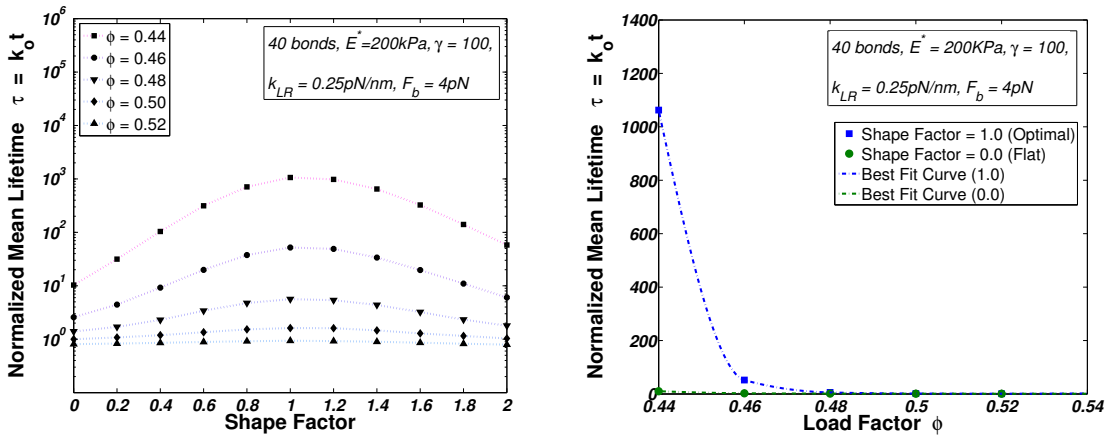 Normalized Mean Lifetime τ = k_o t
10^6
10^5
10^4
10^3
10^2
10^1
10^0
ϕ = 0.44
ϕ = 0.46
ϕ = 0.48
ϕ = 0.50
ϕ = 0.52
40 bonds, E^*=200kPa, γ = 100,
k_LR = 0.25pN/nm, F_b = 4pN
0 0.2 0.4 0.6 0.8 1 1.2 1.4 1.6 1.8 2
Shape Factor
Normalized Mean Lifetime τ = k_o t
1400
1200
1000
800
600
400
200
0
40 bonds, E^* = 200KPa, γ = 100,
k_LR = 0.25pN/nm, F_b = 4pN
Shape Factor = 1.0 (Optimal)
Shape Factor = 0.0 (Flat)
Best Fit Curve (1.0)
Best Fit Curve (0.0)
0.44 0.46 0.48 0.5 0.52 0.54
Load Factor ϕ